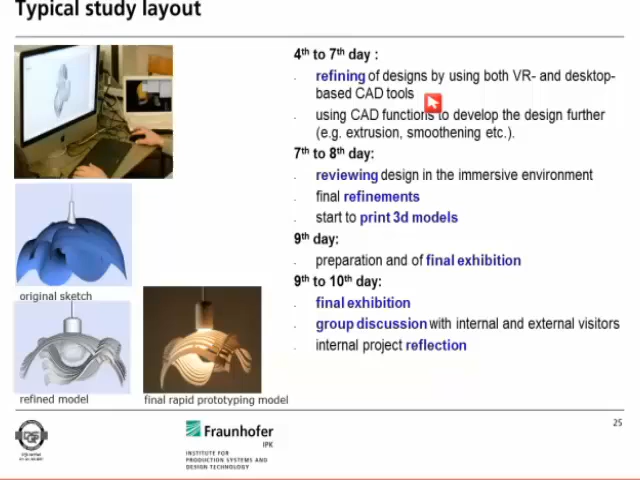 Typical study layout
4th to 7th day :
refining of designs by using both VR- and desktop-
based CAD tools
using CAD functions to develop the design further
(e.g. extrusion, smoothening etc.).
7th to 8th day:
reviewing design in the immersive environment
final refinements
start to print 3d models
9th day:
preparation and of final exhibition
9th to 10th day:
final exhibition
group discussion with internal and external visitors
internal project reflection
original sketch
refined model
final rapid prototyping model
25
Fraunhofer
IPK
INSTITUTE FOR
PRODUCTION SYSTEMS AND
DESIGN TECHNOLOGY